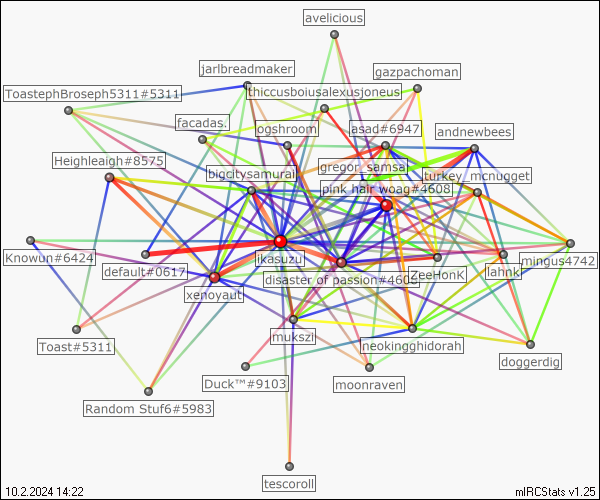 avelicious
jarlbreadmaker
gazpachoman
ToastephBroseph5311#5311
thiccusboiusalexusjoneus
facadas.
ogshroom
asad#6947
andnewbees
Heighleaigh#8575
gregor_samsa
bigcitysamurai
turkey_mcnugget
pink hair woag#4608
Knowun#6424
default#0617
ikasuzu
mingus4742
disaster of passion#4608
ZeeHonk
lahnk
xenoyaut
mukszi
Toast#5311
neokingghidorah
doggerdig
Duck™#9103
moonraven
Random Stuf6#5983
tescoroll
10.2.2024 14:22
mIRCStats v1.25